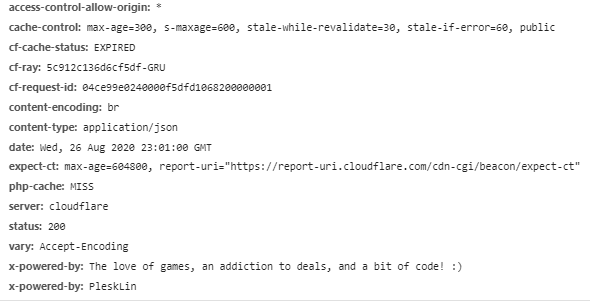 access-control-allow-origin: *
cache-control: max-age=300, s-maxage=600, stale-while-revalidate=30, stale-if-error=60, public
cf-cache-status: EXPIRED
cf-ray: 5c912c136d6cf5df-GRU
cf-request-id: 04ce99e0240000f5dfd1068200000001
content-encoding: br
content-type: application/json
date: Wed, 26 Aug 2020 23:01:00 GMT
expect-ct: max-age=604800, report-uri="https://report-uri.cloudflare.com/cdn-cgi/beacon/expect-ct"
php-cache: MISS
server: cloudflare
status: 200
vary: Accept-Encoding
x-powered-by: The love of games, an addiction to deals, and a bit of code! :)
x-powered-by: PleskLin